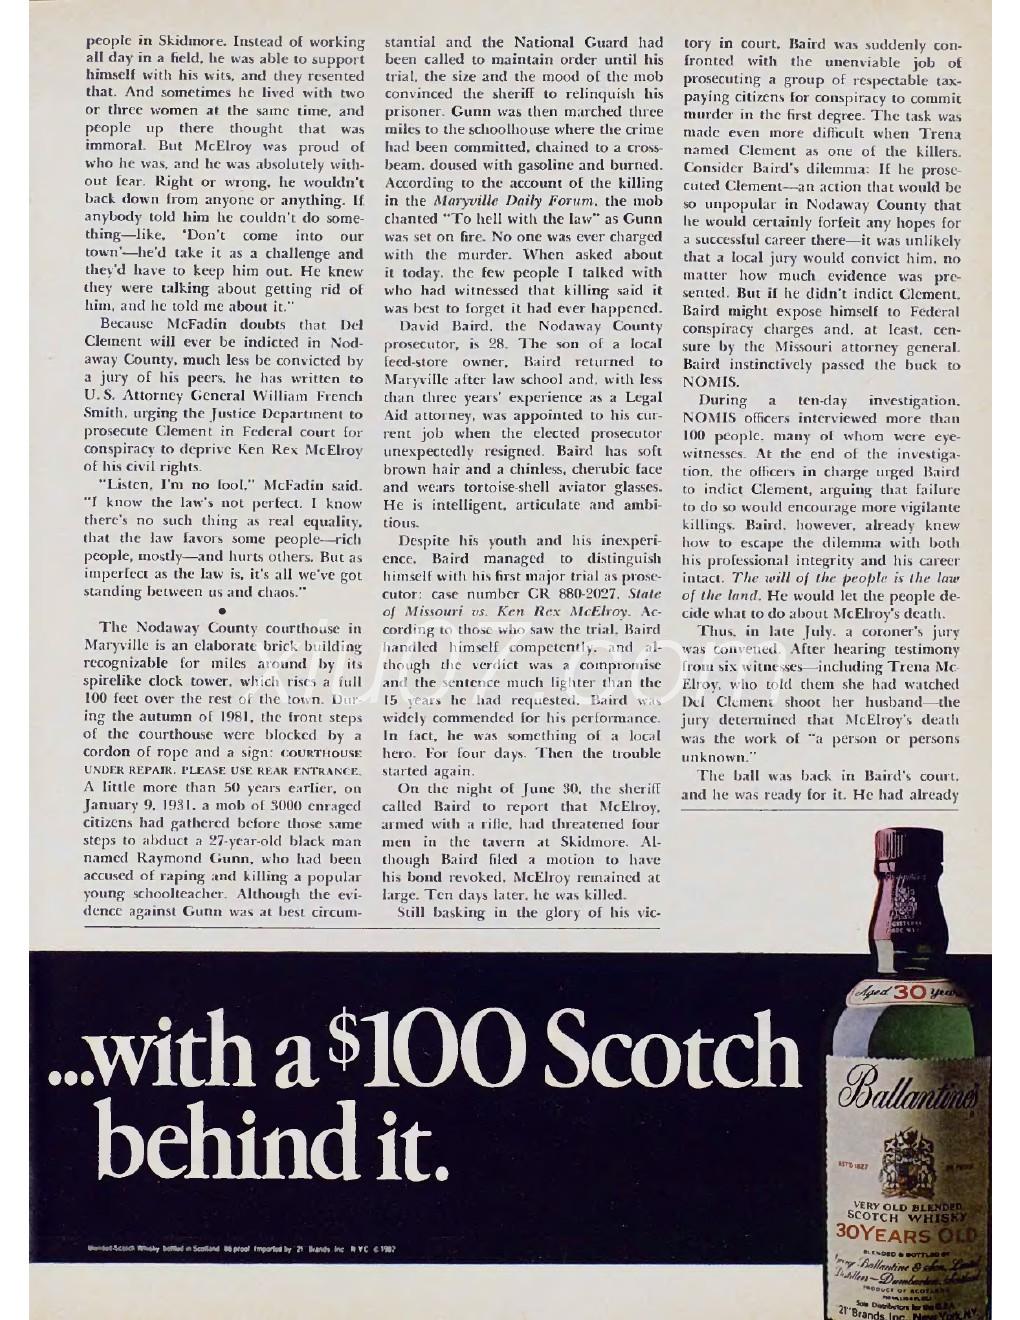 people in Skidmore. Instead of working
all day in a field, he was able to support
himself with his wits, and they resented
that. And sometimes he lived with two
or three women at the same time, and
people up there thought that was
immoral. But McElroy was proud of
who he was, and he was absolutely with-
out fear. Right or wrong, he wouldn't
back down from anyone or anything. If
anybody told him he couldn't do some-
thing—like, 'Don't come into our
town'—he'd take it as a challenge and
they'd have to keep him out. He knew
they were talking about getting rid of
him, and he told me about it."
Because McFadin doubts that Del
Clement will ever be indicted in Nod-
away County, much less be convicted by
a jury of his peers, he has written to
U. S. Attorney General William French
Smith, urging the Justice Department to
prosecute Clement in Federal court for
conspiracy to deprive Ken Rex McElroy
of his civil rights.
"Listen, I'm no fool," McFadin said.
"I know the law's not perfect. I know
there's no such thing as real equality,
that the law favors some people—rich
people, mostly—and hurts others. But as
imperfect as the law is, it's all we've got
standing between us and chaos."
•
The Nodaway County courthouse in
Maryville is an elaborate brick building
recognizable for miles around by its
spirelike clock tower, which rises a full
100 feet over the rest of the town. Dur-
ing the autumn of 1981, the front steps
of the courthouse were blocked by a
cordon of rope and a sign: COURTHOUSE
UNDER REPAIR. PLEASE USE REAR ENTRANCE.
A little more than 50 years earlier, on
January 9, 1931, a mob of 3000 enraged
citizens had gathered before those same
steps to abduct a 27-year-old black man
named Raymond Gunn, who had been
accused of raping and killing a popular
young schoolteacher. Although the evi-
dence against Gunn was at best circum-
stantial and the National Guard had
been called to maintain order until his
trial, the size and the mood of the mob
convinced the sheriff to relinquish his
prisoner. Gunn was then marched three
miles to the schoolhouse where the crime
had been committed, chained to a cross-
beam, doused with gasoline and burned.
According to the account of the killing
in the Maryville Daily Forum, the mob
chanted "To hell with the law" as Gunn
was set on fire. No one was ever charged
with the murder. When asked about
it today, the few people I talked with
who had witnessed that killing said it
was best to forget it had ever happened.
David Baird, the Nodaway County
prosecutor, is 28. The son of a local
feed-store owner, Baird returned to
Maryville after law school and, with less
than three years' experience as a Legal
Aid attorney, was appointed to his cur-
rent job when the elected prosecutor
unexpectedly resigned. Baird has soft
brown hair and a chinless, cherubic face
and wears tortoise-shell aviator glasses.
He is intelligent, articulate and ambi-
tious.
Despite his youth and his inexperi-
ence, Baird managed to distinguish
himself with his first major trial as prose-
cutor: case number CR 880-2027, State
of Missouri vs. Ken Rex McElroy. Ac-
cording to those who saw the trial, Baird
handled himself competently, and al-
though the verdict was a compromise
and the sentence much lighter than the
15 years he had requested, Baird was
widely commended for his performance.
In fact, he was something of a local
hero. For four days. Then the trouble
started again.
On the night of June 30, the sheriff
called Baird to report that McElroy,
armed with a rifle, had threatened four
men in the tavern at Skidmore. Al-
though Baird filed a motion to have
his bond revoked, McElroy remained at
large. Ten days later, he was killed.
Still basking in the glory of his vic-
tory in court, Baird was suddenly con-
fronted with the unenviable job of
prosecuting a group of respectable tax-
paying citizens for conspiracy to commit
murder in the first degree. The task was
made even more difficult when Trena
named Clement as one of the killers.
Consider Baird's dilemma: If he prose-
cuted Clement—an action that would be
so unpopular in Nodaway County that
he would certainly forfeit any hopes for
a successful career there—it was unlikely
that a local jury would convict him, no
matter how much evidence was pre-
sented. But if he didn't indict Clement,
Baird might expose himself to Federal
conspiracy charges and, at least, cen-
sure by the Missouri attorney general.
Baird instinctively passed the buck to
NOMIS.
During a ten-day investigation,
NOMIS officers interviewed more than
100 people, many of whom were eye-
witnesses. At the end of the investiga-
tion, the officers in charge urged Baird
to indict Clement, arguing that failure
to do so would encourage more vigilante
killings. Baird, however, already knew
how to escape the dilemma with both
his professional integrity and his career
intact. The will of the people is the law
of the land. He would let the people de-
cide what to do about McElroy's death.
Thus, in late July, a coroner's jury
was convened. After hearing testimony
from six witnesses—including Trena Mc-
Elroy, who told them she had watched
Del Clement shoot her husband—the
jury determined that McElroy's death
was the work of "a person or persons
unknown."
The ball was back in Baird's court,
and he was ready for it. He had already
xiu07.com
...with a $100 Scotch
behind it.
Blended Scotch Whisky bottled in Scotland 86 proof Imported by "21" Brands Inc N Y C © 1982
Aged 30 years
Ballantine's
ESTD 1827
86 PROOF
VERY OLD BLENDED
SCOTCH WHISKY
30 YEARS OLD
BLENDED & BOTTLED BY
George Ballantine & Son, Limited
Distillers—Dumbarton, Scotland
PRODUCT OF SCOTLAND
Sole Distributors for the U.S.A.
"21" Brands Inc. New York, N.Y.